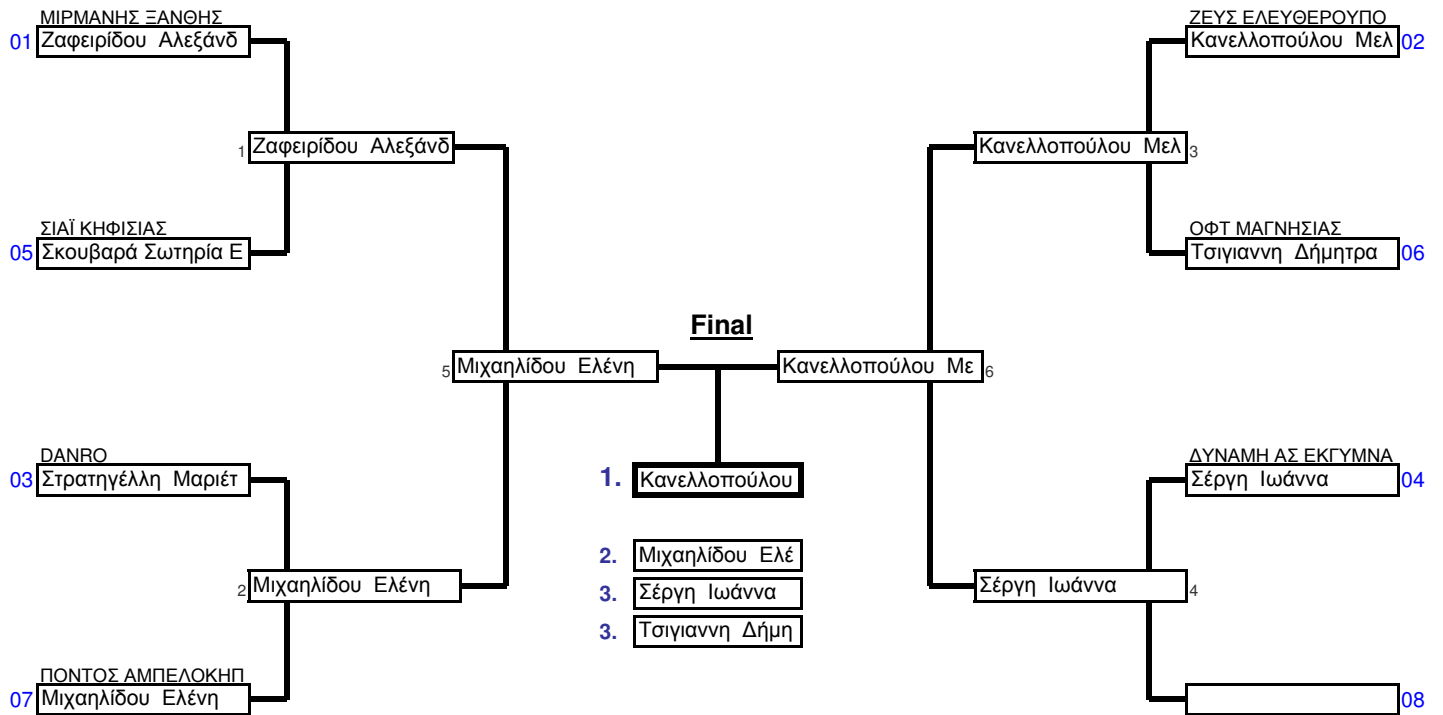 ΜΙΡΜΑΝΗΣ ΞΑΝΘΗΣ
01 Ζαφειρίδου Αλεξάνδ
ΖΕΥΣ ΕΛΕΥΘΕΡΟΥΠΟ
Κανελλοπούλου Μελ 02
1 Ζαφειρίδου Αλεξάνδ
Κανελλοπούλου Μελ 3
ΣΙΑΪ ΚΗΦΙΣΙΑΣ
05 Σκουβαρά Σωτηρία Ε
ΟΦΤ ΜΑΓΝΗΣΙΑΣ
Τσιγιαννη Δήμητρα 06
Final
5 Μιχαηλίδου Ελένη
Κανελλοπούλου Με 6
DANRO
03 Στρατηγέλλη Μαριέτ
1. Κανελλοπούλου
ΔΥΝΑΜΗ ΑΣ ΕΚΓΥΜΝΑ
Σέργη Ιωάννα 04
2. Μιχαηλίδου Ελέ
2 Μιχαηλίδου Ελένη
3. Σέργη Ιωάννα
Σέργη Ιωάννα 4
3. Τσιγιαννη Δήμη
ΠΟΝΤΟΣ ΑΜΠΕΛΟΚΗΠ
07 Μιχαηλίδου Ελένη
08